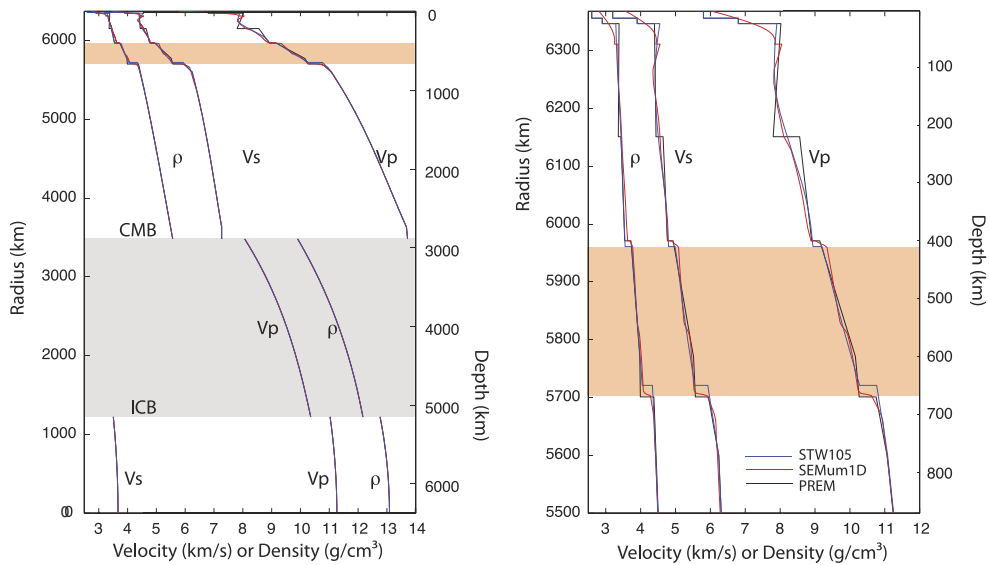 6000
5000
4000
3000
2000
1000
0
0
Radius (km)
0
1000
2000
3000
4000
5000
6000
Depth (km)
ρ
Vs
Vp
CMB
Vp
ρ
ICB
Vs
Vp
ρ
3 4 5 6 7 8 9 10 11 12 13 14
Velocity (km/s) or Density (g/cm³)
6300
6200
6100
6000
5900
5800
5700
5600
5500
Radius (km)
100
200
300
400
500
600
700
800
Depth (km)
ρ
Vs
Vp
STW105
SEMum1D
PREM
3 4 5 6 7 8 9 10 11 12
Velocity (km/s) or Density (g/cm³)